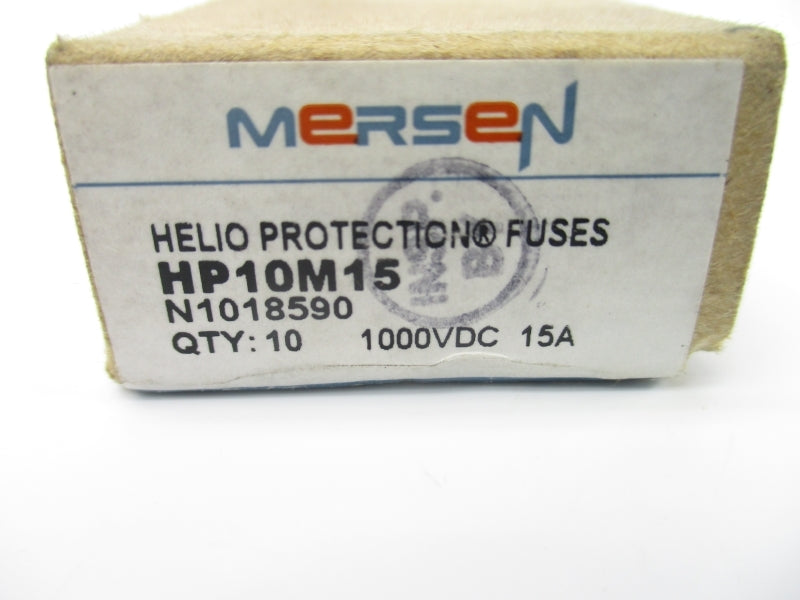 MERSEN
HELIO PROTECTION® FUSES
HP10M15
N1018590
QTY: 10 1000VDC 15A